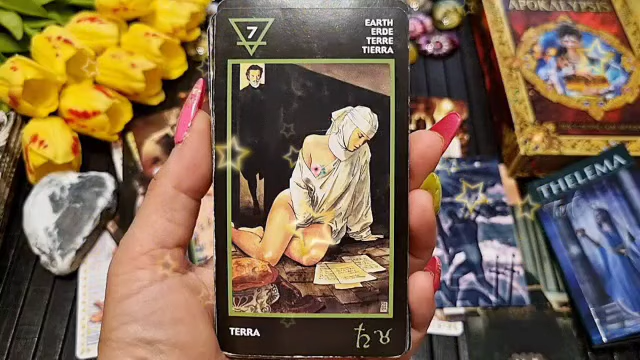 7
EARTH
ERDE
TERRE
TIERRA
TERRA
♄ ♉
APOKALYPSIS
THELEMA